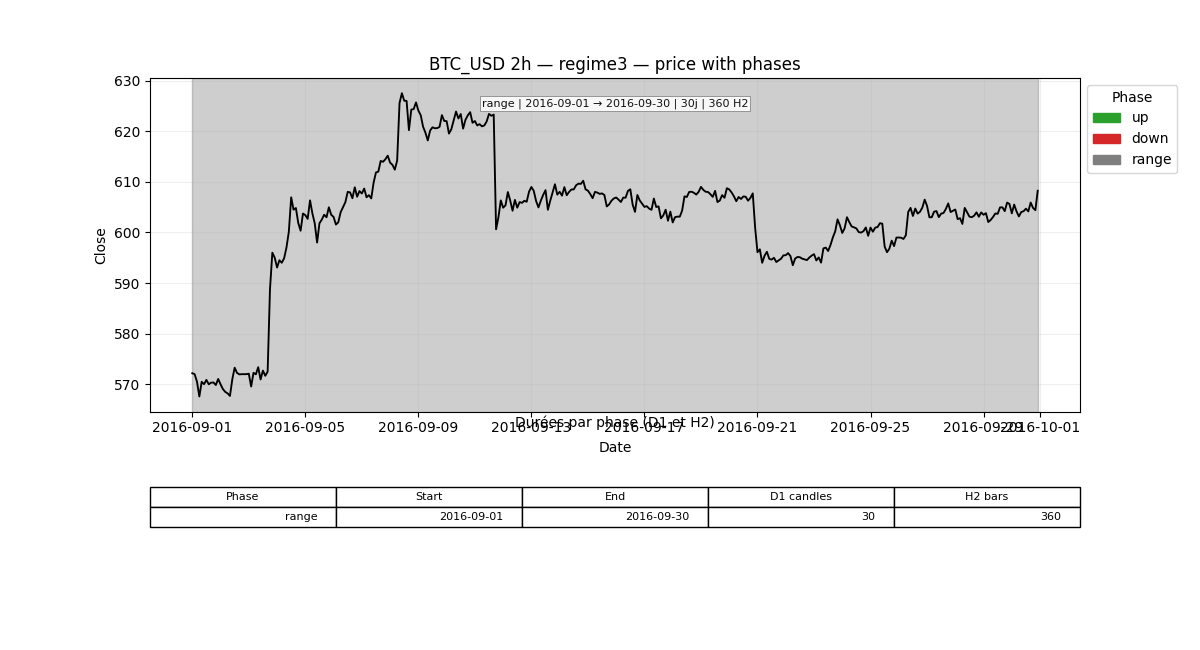 BTC_USD 2h — regime3 — price with phases
630
620
610
600
590
580
570
Close
range | 2016-09-01 → 2016-09-30 | 30j | 360 H2
Phase
up
down
range
2016-09-01 2016-09-05 2016-09-09 2016-09-13 2016-09-17 2016-09-21 2016-09-25 2016-09-29 2016-10-01
Durées par phase (D1 et H2)
Date
Phase Start End D1 candles H2 bars
range 2016-09-01 2016-09-30 30 360